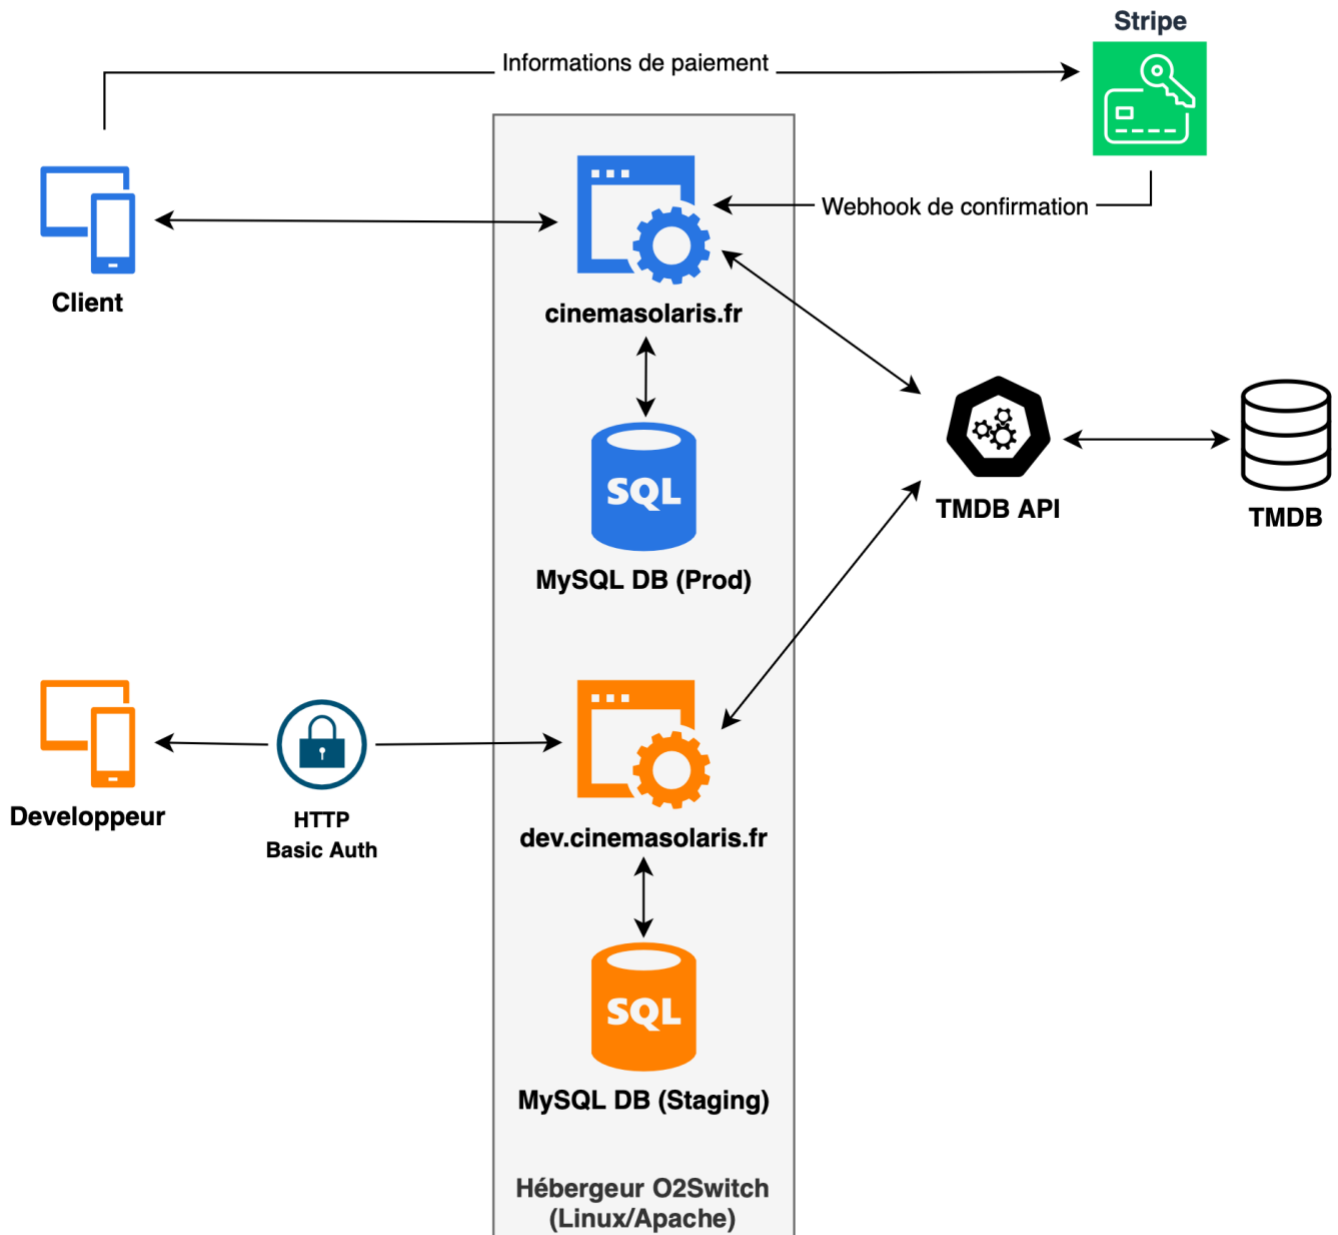 Stripe
Informations de paiement
Webhook de confirmation
Client
cinemasolaris.fr
SQL
MySQL DB (Prod)
TMDB API
TMDB
Developpeur
HTTP
Basic Auth
dev.cinemasolaris.fr
SQL
MySQL DB (Staging)
Hébergeur O2Switch
(Linux/Apache)